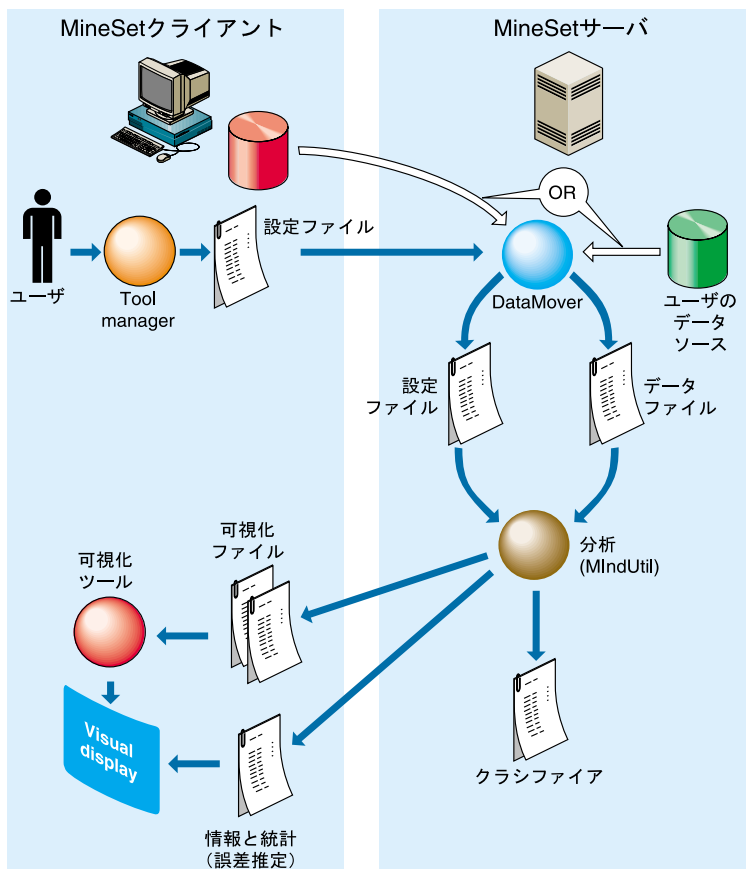 MineSetクライアント
MineSetサーバ
OR
ユーザ
Tool
manager
設定ファイル
DataMover
ユーザの
データ
ソース
設定
ファイル
データ
ファイル
分析
(MIndUtil)
可視化
ファイル
可視化
ツール
Visual
display
クラシファイア
情報と統計
（誤差推定）